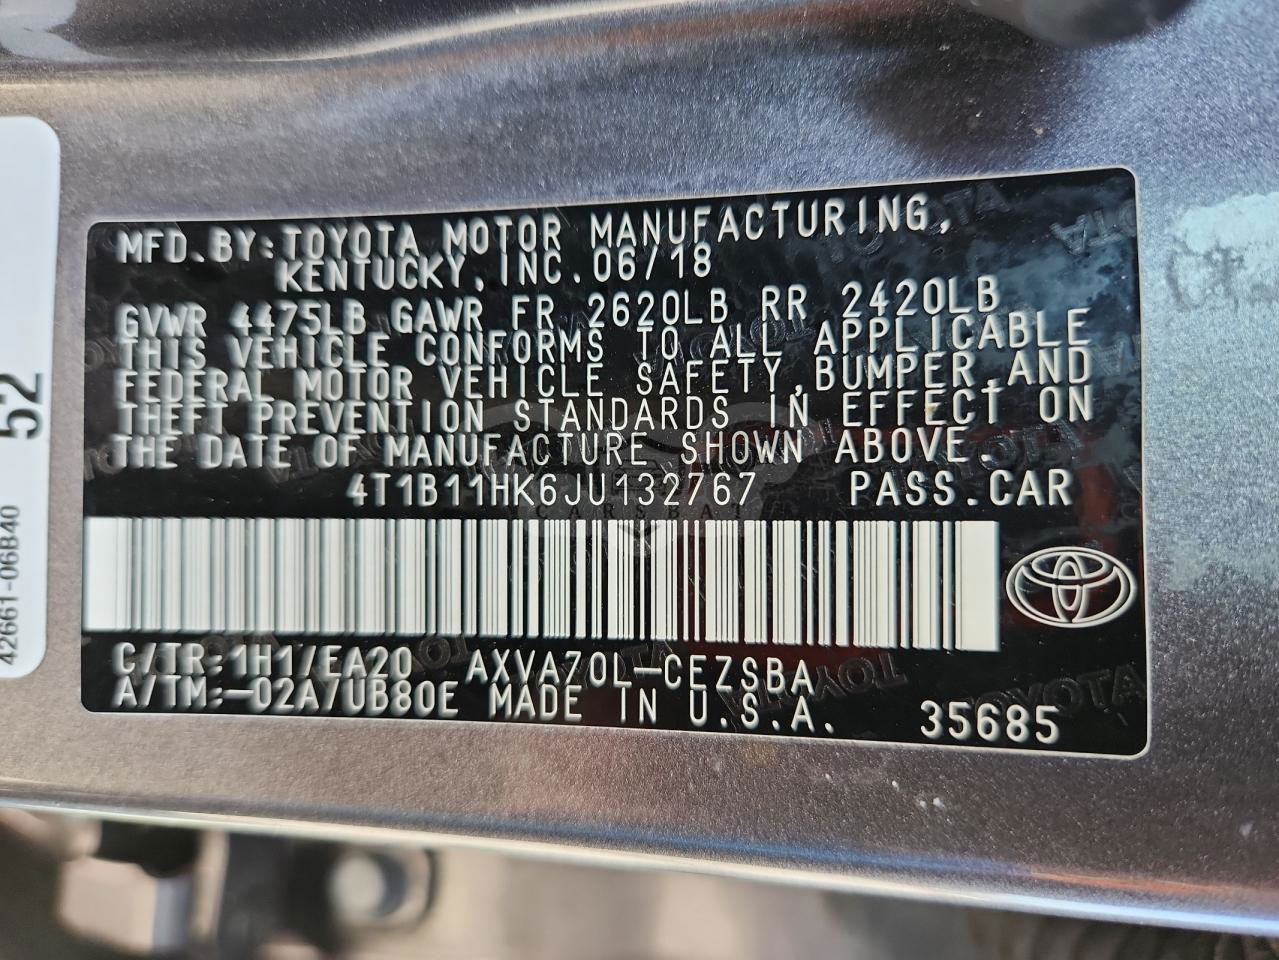 MFD.BY:TOYOTA MOTOR MANUFACTURING,
KENTUCKY,INC.06/18
GVWR 4475LB GAWR FR 2620LB RR 2420LB
THIS VEHICLE CONFORMS TO ALL APPLICABLE
FEDERAL MOTOR VEHICLE SAFETY,BUMPER,AND
THEFT PREVENTION STANDARDS IN EFFECT ON
THE DATE OF MANUFACTURE SHOWN ABOVE.
4T1B11HK6JU132767 PASS.CAR
CARSBAT
C/TR:1H1/EA20 AXVA70L-CEZSBA
A/TM:-02A/UB80E MADE IN U.S.A. 35685
52
42661-06B40